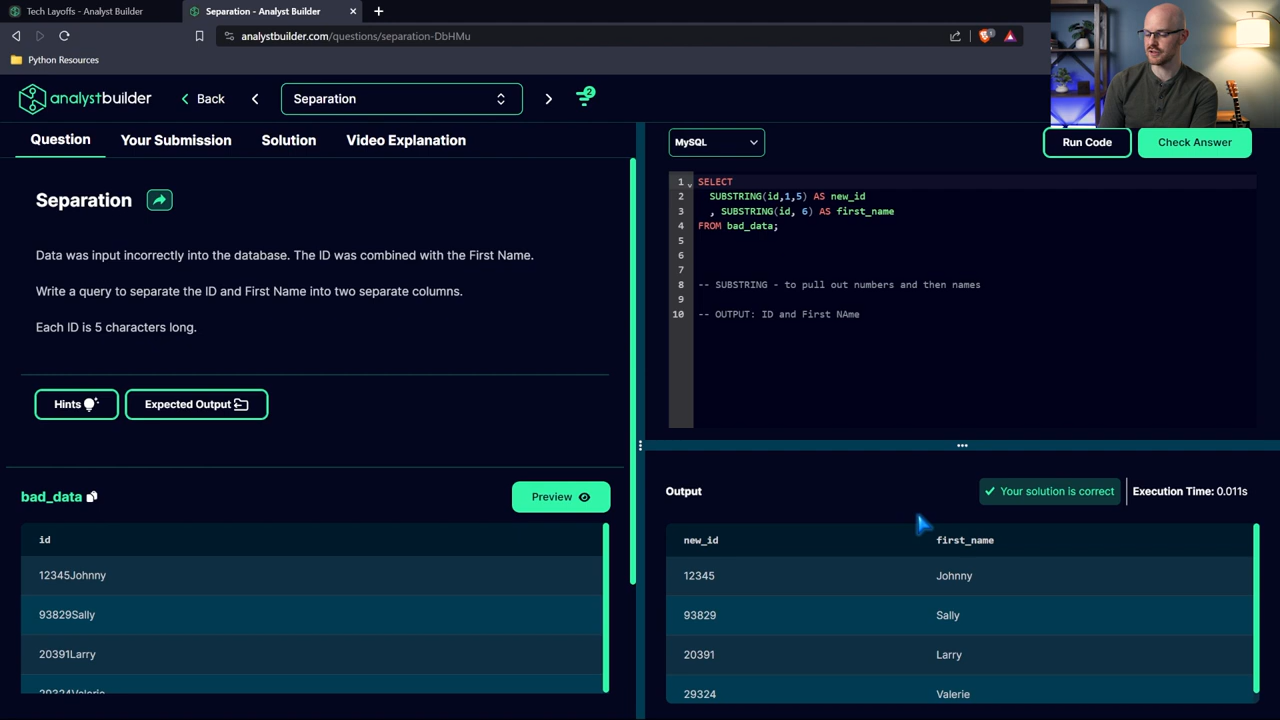 Tech Layoffs - Analyst Builder
Separation - Analyst Builder
analystbuilder.com/questions/separation-DbHMu
Python Resources
analystbuilder
Back
Separation
2
Question
Your Submission
Solution
Video Explanation
Separation
Data was input incorrectly into the database. The ID was combined with the First Name.
Write a query to separate the ID and First Name into two separate columns.
Each ID is 5 characters long.
Hints
Expected Output
bad_data
Preview
id
12345Johnny
93829Sally
20391Larry
29324Valerie
MySQL
Run Code
Check Answer
1 SELECT
2 SUBSTRING(id,1,5) AS new_id
3 , SUBSTRING(id, 6) AS first_name
4 FROM bad_data;
5
6
7
8 -- SUBSTRING - to pull out numbers and then names
9
10 -- OUTPUT: ID and First NAme
Output
Your solution is correct
Execution Time: 0.011s
new_id first_name
12345 Johnny
93829 Sally
20391 Larry
29324 Valerie